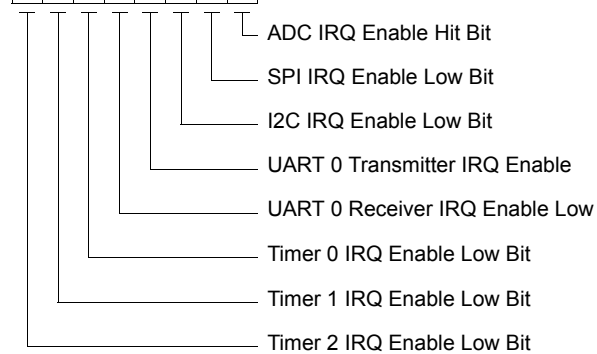 ADC IRQ Enable Hit Bit
SPI IRQ Enable Low Bit
I2C IRQ Enable Low Bit
UART 0 Transmitter IRQ Enable
UART 0 Receiver IRQ Enable Low
Timer 0 IRQ Enable Low Bit
Timer 1 IRQ Enable Low Bit
Timer 2 IRQ Enable Low Bit